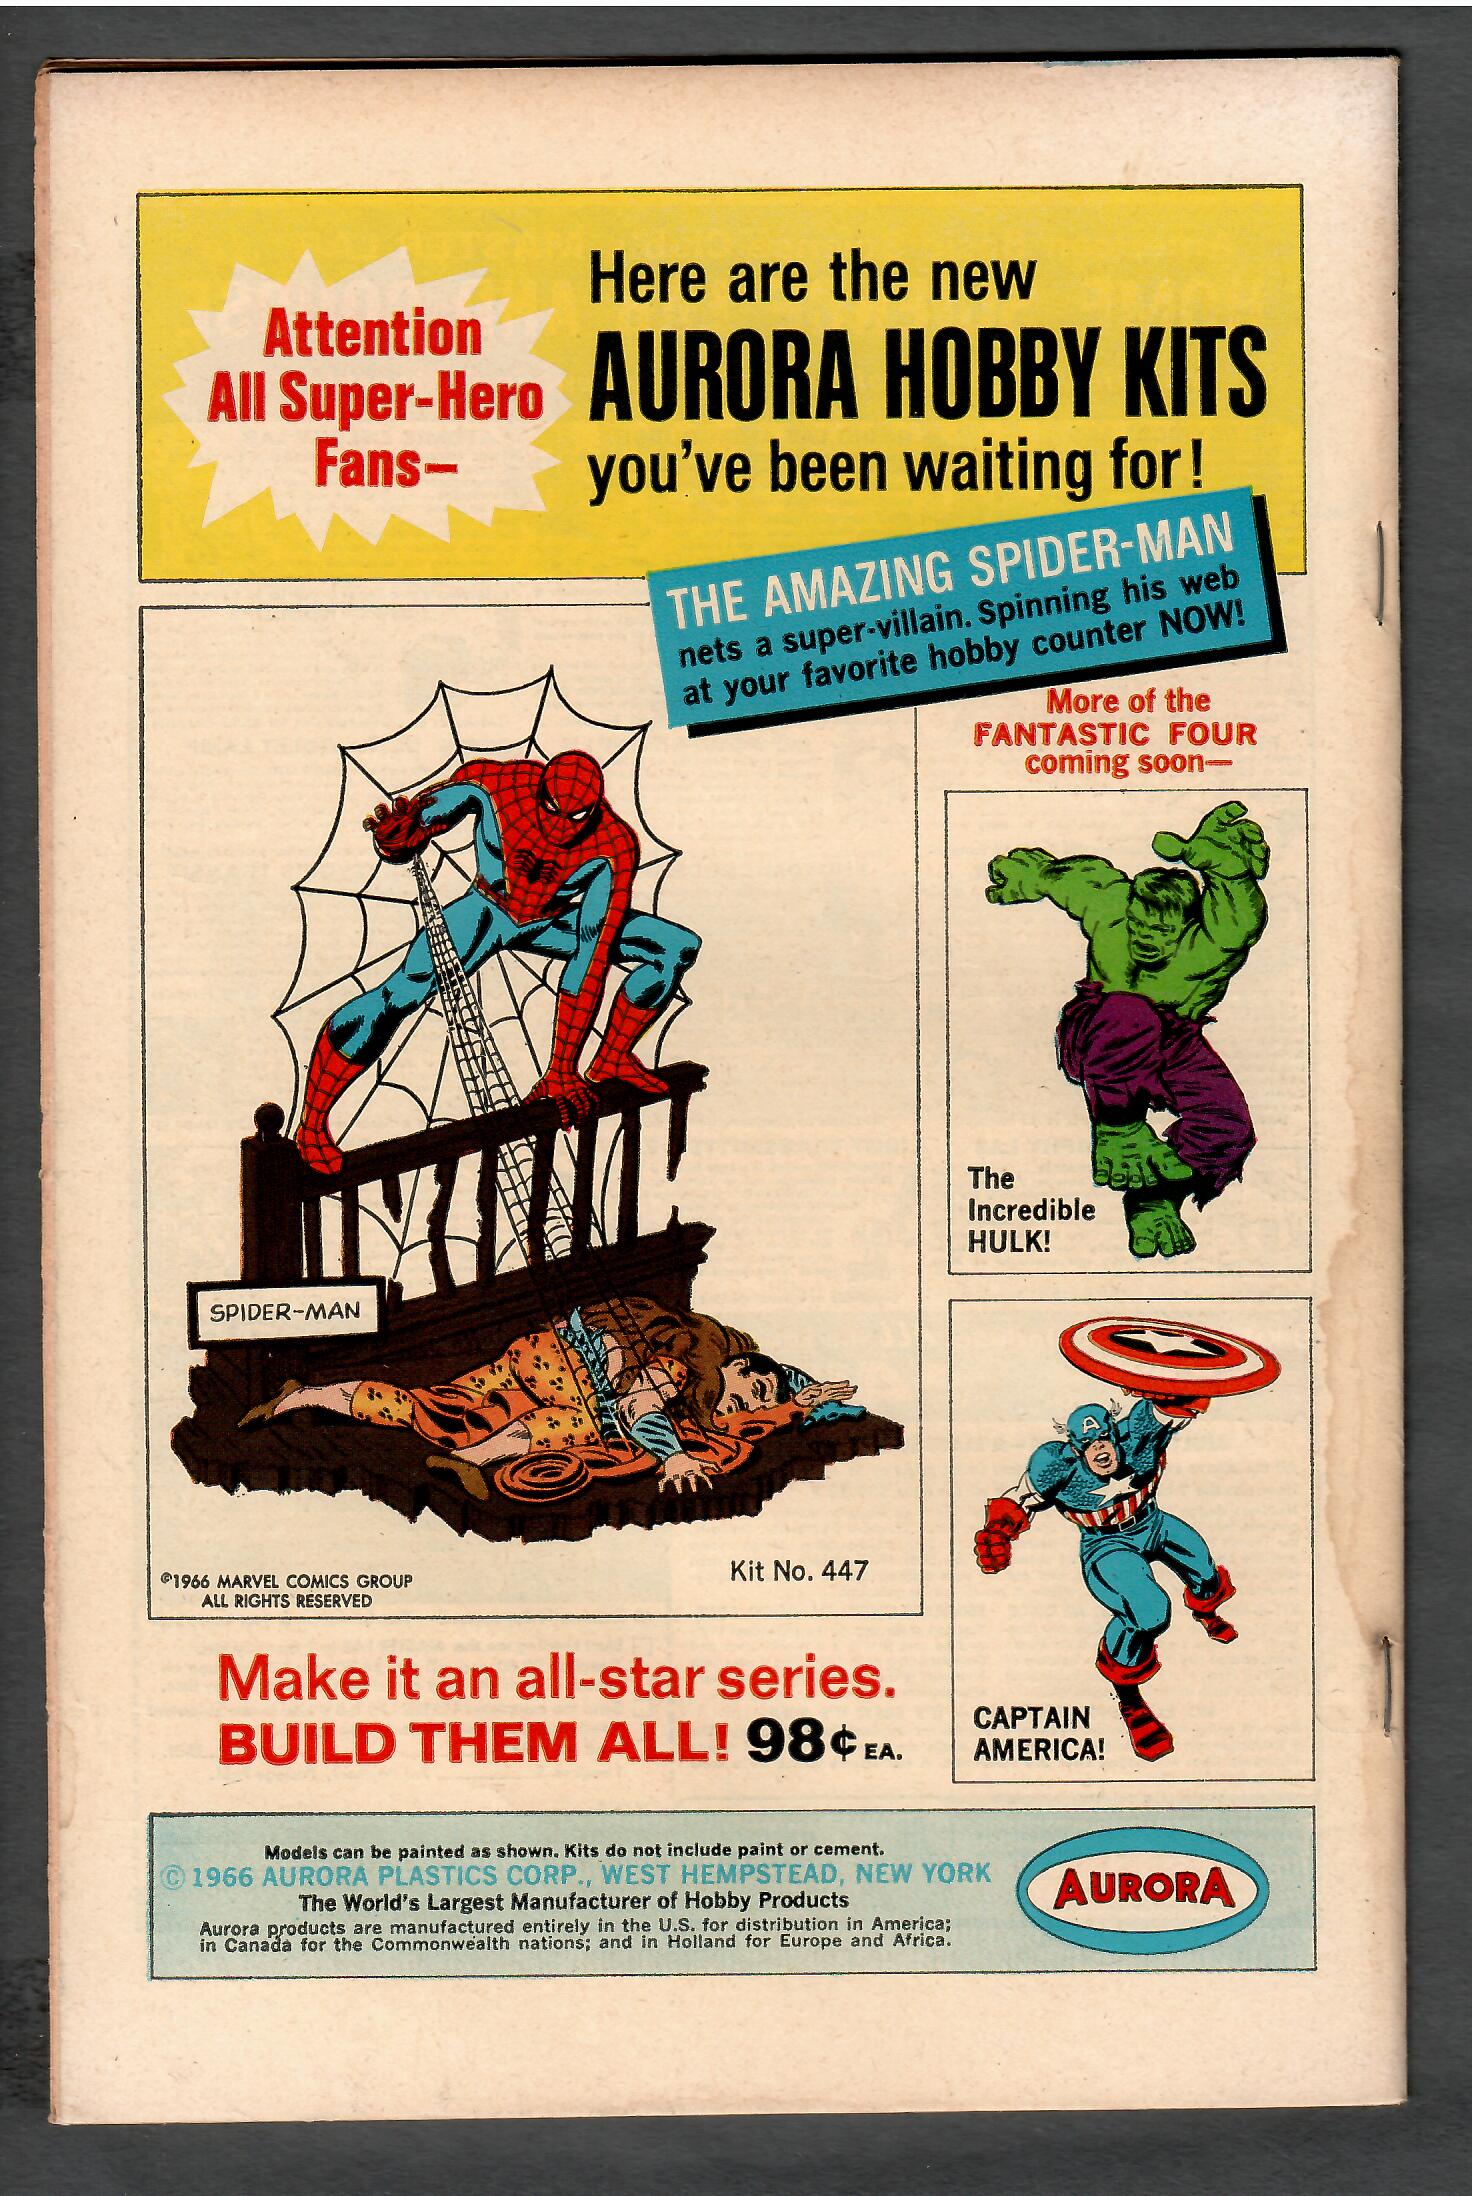 Attention
All Super-Hero
Fans—
Here are the new
AURORA HOBBY KITS
you've been waiting for!
THE AMAZING SPIDER-MAN
nets a super-villain. Spinning his web
at your favorite hobby counter NOW!
SPIDER-MAN
©1966 MARVEL COMICS GROUP
ALL RIGHTS RESERVED
Kit No. 447
More of the
FANTASTIC FOUR
coming soon—
The
Incredible
HULK!
A
CAPTAIN
AMERICA!
Make it an all-star series.
BUILD THEM ALL! 98¢ EA.
Models can be painted as shown. Kits do not include paint or cement.
© 1966 AURORA PLASTICS CORP., WEST HEMPSTEAD, NEW YORK
The World's Largest Manufacturer of Hobby Products
Aurora products are manufactured entirely in the U.S. for distribution in America;
in Canada for the Commonwealth nations; and in Holland for Europe and Africa.
AURORA